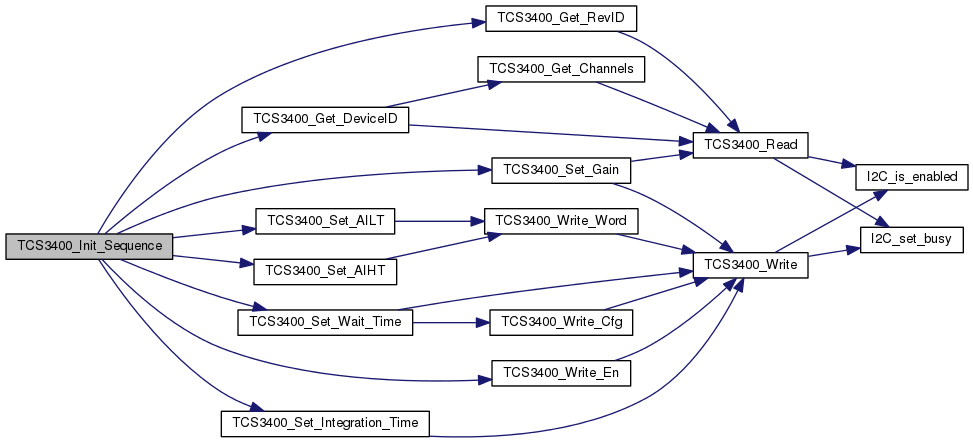 TCS3400_Get_RevID
TCS3400_Get_Channels
TCS3400_Get_DeviceID
TCS3400_Read
TCS3400_Set_Gain
I2C_is_enabled
TCS3400_Set_AILT
TCS3400_Write_Word
I2C_set_busy
TCS3400_Init_Sequence
TCS3400_Set_AIHT
TCS3400_Write
TCS3400_Set_Wait_Time
TCS3400_Write_Cfg
TCS3400_Write_En
TCS3400_Set_Integration_Time